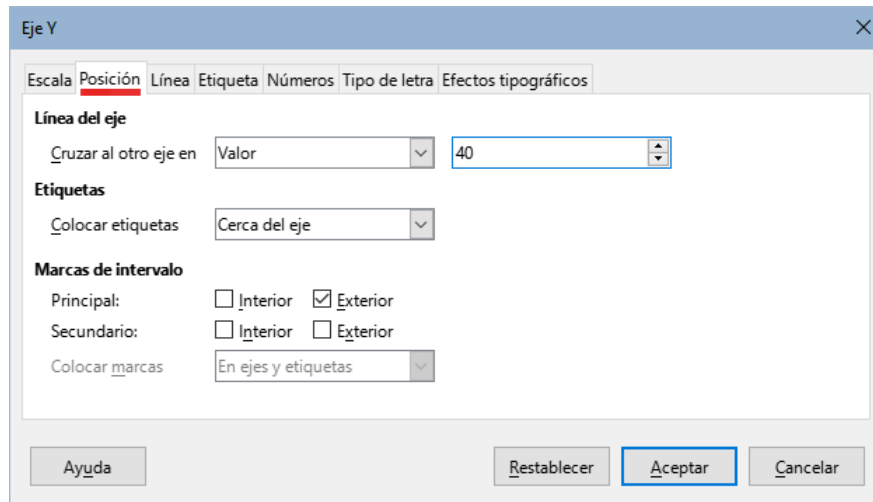 Eje Y
Escala Posición Línea Etiqueta Números Tipo de letra Efectos tipográficos
Línea del eje
Cruzar al otro eje en Valor 40
Etiquetas
Colocar etiquetas Cerca del eje
Marcas de intervalo
Principal: Interior Exterior
Secundario: Interior Exterior
Colocar marcas En ejes y etiquetas
Ayuda Restablecer Aceptar Cancelar